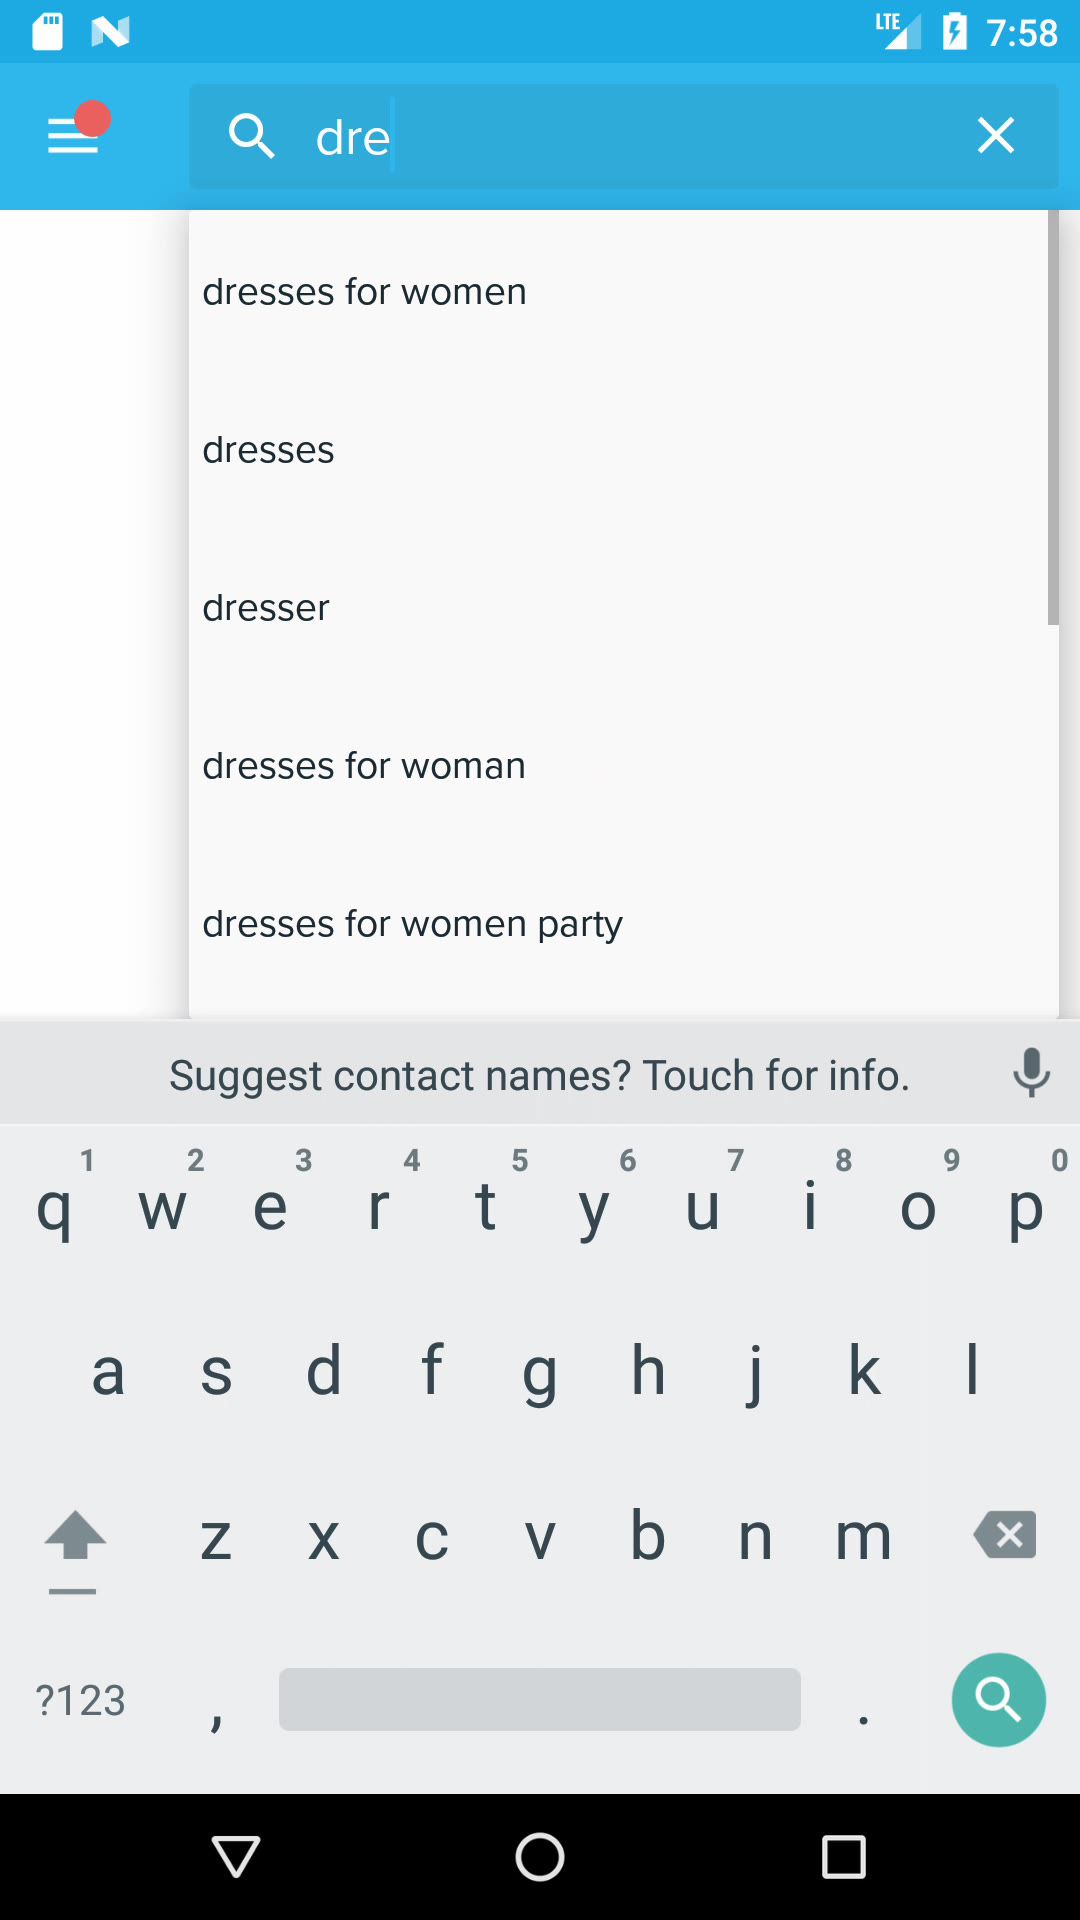 LTE 7:58
dre
dresses for women
dresses
dresser
dresses for woman
dresses for women party
Suggest contact names? Touch for info.
1 2 3 4 5 6 7 8 9 0
q w e r t y u i o p
a s d f g h j k l
z x c v b n m
?123 , .